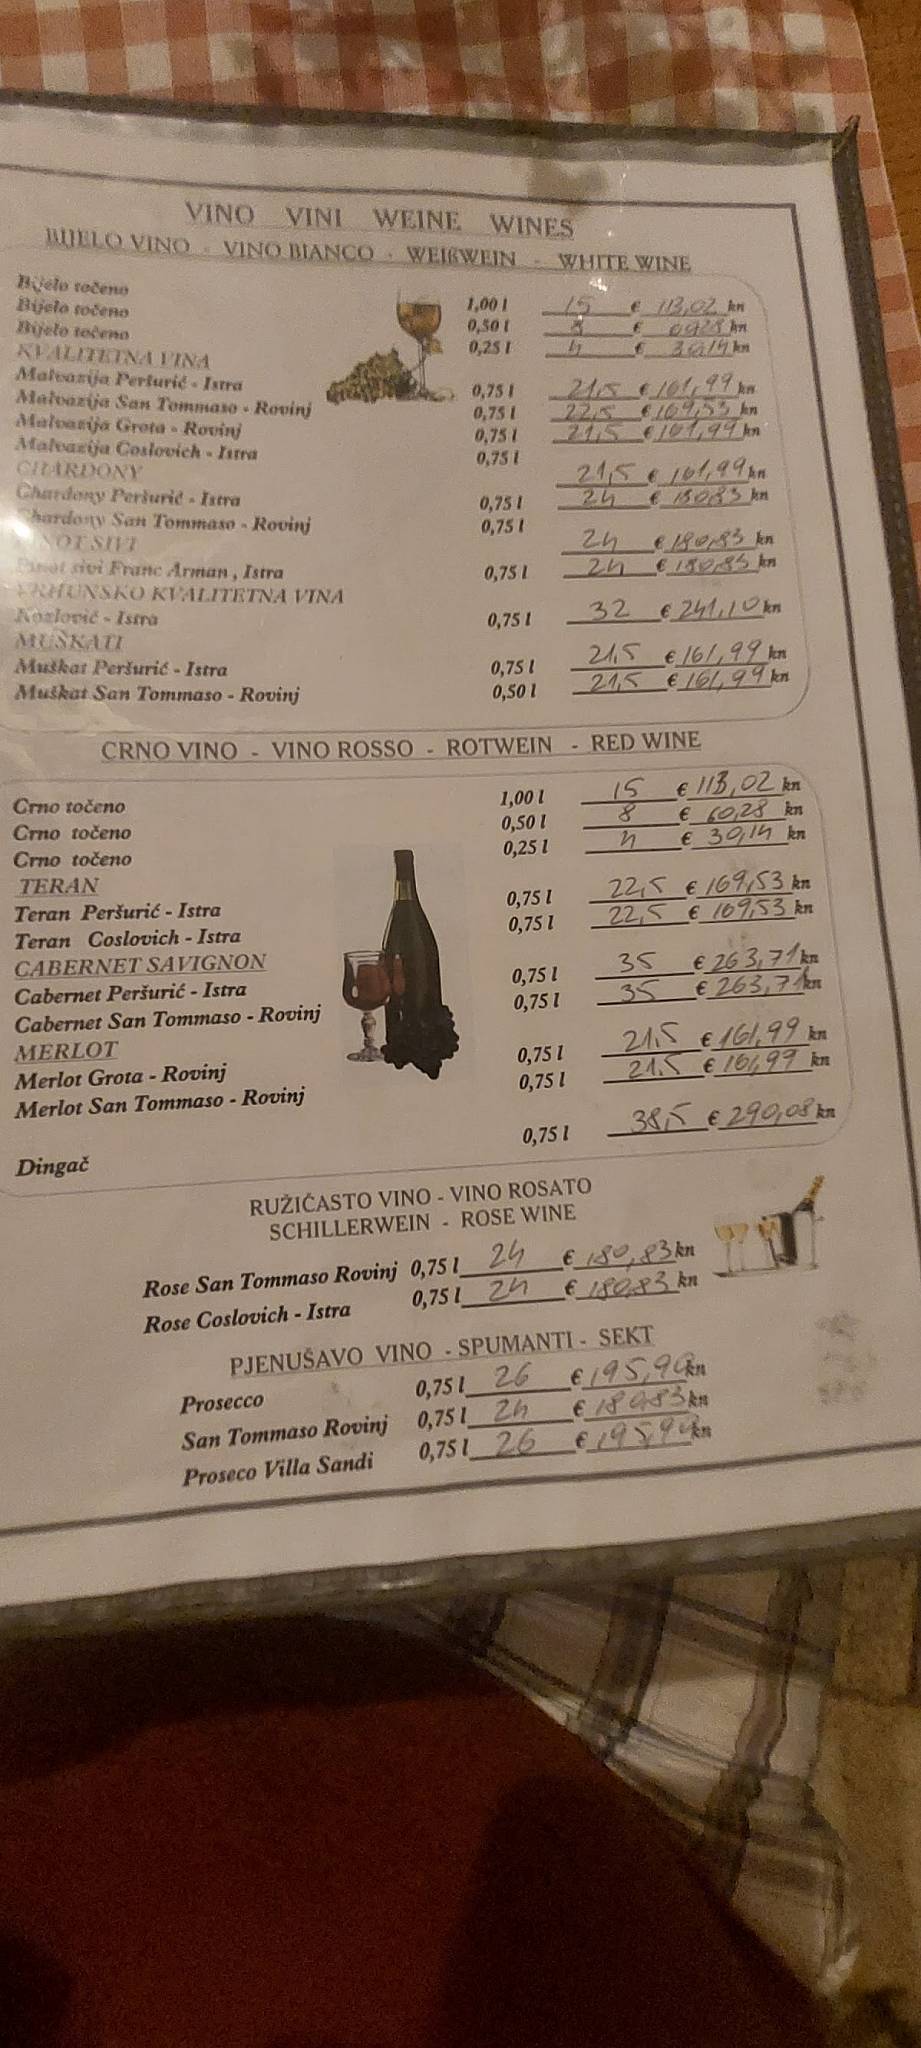 VINO VINI WEINE WINES
BIJELO VINO - VINO BIANCO - WEIßWEIN - WHITE WINE
Bijelo točeno 1,00 l 15 € 113,02 kn
Bijelo točeno 0,50 l 8 € 60,28 kn
Bijelo točeno 0,25 l 4 € 30,14 kn
KVALITETNA VINA
Malvazija Peršurić - Istra 0,75 l 21,5 € 161,99 kn
Malvazija San Tommaso - Rovinj 0,75 l 22,5 € 169,53 kn
Malvazija Grota - Rovinj 0,75 l 21,5 € 161,99 kn
Malvazija Coslovich - Istra 0,75 l 21,5 € 161,99 kn
CHARDONY
Chardony Peršurić - Istra 0,75 l 24 € 180,83 kn
Chardony San Tommaso - Rovinj 0,75 l 24 € 180,83 kn
PINOT SIVI
Pinot sivi Franc Arman , Istra 0,75 l 24 € 180,83 kn
VRHUNSKO KVALITETNA VINA
Kozlović - Istra 0,75 l 32 € 241,10 kn
MUŠKATI
Muškat Peršurić - Istra 0,75 l 21,5 € 161,99 kn
Muškat San Tommaso - Rovinj 0,50 l 21,5 € 161,99 kn
CRNO VINO - VINO ROSSO - ROTWEIN - RED WINE
Crno točeno 1,00 l 15 € 113,02 kn
Crno točeno 0,50 l 8 € 60,28 kn
Crno točeno 0,25 l 4 € 30,14 kn
TERAN
Teran Peršurić - Istra 0,75 l 22,5 € 169,53 kn
Teran Coslovich - Istra 0,75 l 22,5 € 169,53 kn
CABERNET SAVIGNON
Cabernet Peršurić - Istra 0,75 l 35 € 263,71 kn
Cabernet San Tommaso - Rovinj 0,75 l 35 € 263,71 kn
MERLOT
Merlot Grota - Rovinj 0,75 l 21,5 € 161,99 kn
Merlot San Tommaso - Rovinj 0,75 l 21,5 € 161,99 kn
Dingač 0,75 l 38,5 € 290,08 kn
RUŽIČASTO VINO - VINO ROSATO
SCHILLERWEIN - ROSE WINE
Rose San Tommaso Rovinj 0,75 l 24 € 180,83 kn
Rose Coslovich - Istra 0,75 l 24 € 180,83 kn
PJENUŠAVO VINO - SPUMANTI - SEKT
Prosecco 0,75 l 26 € 195,90 kn
San Tommaso Rovinj 0,75 l 24 € 180,83 kn
Proseco Villa Sandi 0,75 l 26 € 195,90 kn